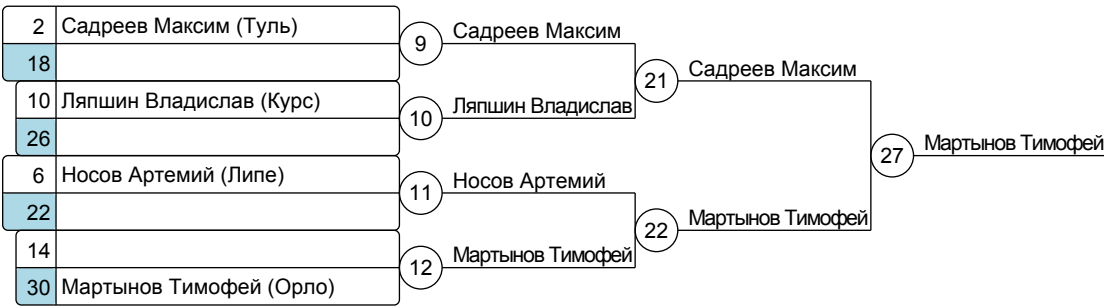 2 Садреев Максим (Туль)
18
10 Ляпшин Владислав (Курс)
26
6 Носов Артемий (Липе)
22
14
30 Мартынов Тимофей (Орло)
9 Садреев Максим
10 Ляпшин Владислав
11 Носов Артемий
12 Мартынов Тимофей
21 Садреев Максим
22 Мартынов Тимофей
27 Мартынов Тимофей